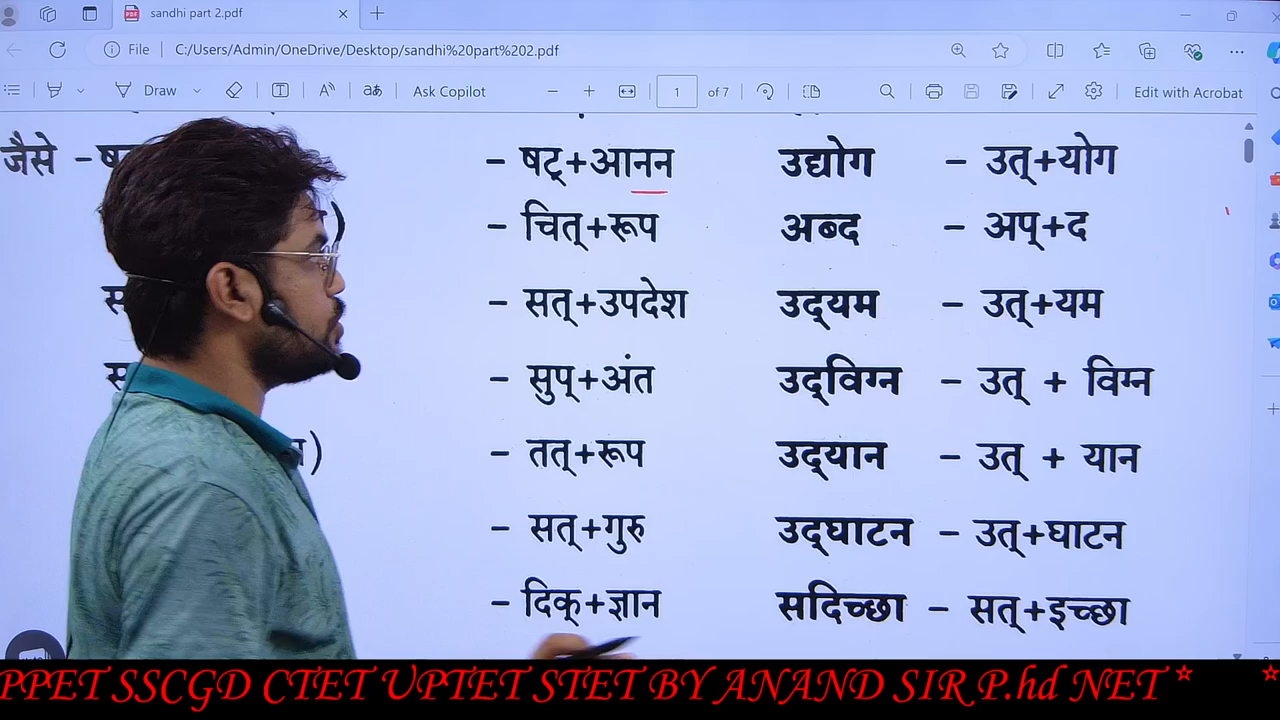 sandhi part 2.pdf
File C:/Users/Admin/OneDrive/Desktop/sandhi%20part%202.pdf
Draw Ask Copilot 1 of 7 Edit with Acrobat
जैसे - – षट्+आनन उद्योग – उत्+योग
– चित्+रूप अब्द – अप्+द
– सत्+उपदेश उद्यम – उत्+यम
– सुप्+अंत उद्विग्न – उत् + विग्न
– तत्+रूप उद्यान – उत् + यान
– सत्+गुरु उद्घाटन – उत्+घाटन
– दिक्+ज्ञान सदिच्छा – सत्+इच्छा
PPET SSCGD CTET UPTET STET BY ANAND SIR P.hd NET * *